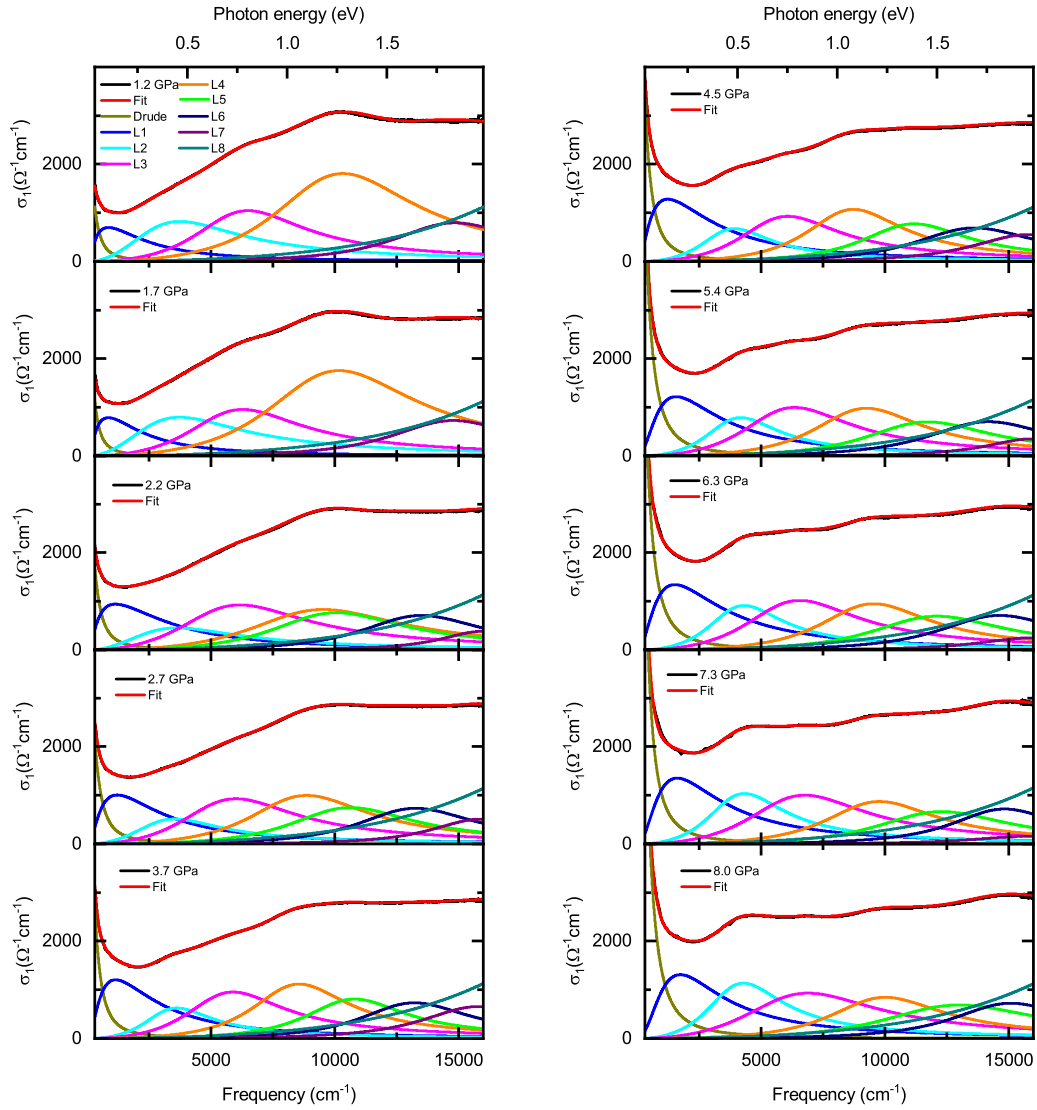 Photon energy (eV)
0.5 1.0 1.5
σ1(Ω-1cm-1)
2000
0
1.2 GPa
Fit
Drude
L1
L2
L3
L4
L5
L6
L7
L8
σ1(Ω-1cm-1)
2000
0
1.7 GPa
Fit
σ1(Ω-1cm-1)
2000
0
2.2 GPa
Fit
σ1(Ω-1cm-1)
2000
0
2.7 GPa
Fit
σ1(Ω-1cm-1)
2000
0
3.7 GPa
Fit
5000 10000 15000
Frequency (cm-1)
Photon energy (eV)
0.5 1.0 1.5
σ1(Ω-1cm-1)
2000
0
4.5 GPa
Fit
σ1(Ω-1cm-1)
2000
0
5.4 GPa
Fit
σ1(Ω-1cm-1)
2000
0
6.3 GPa
Fit
σ1(Ω-1cm-1)
2000
0
7.3 GPa
Fit
σ1(Ω-1cm-1)
2000
0
8.0 GPa
Fit
5000 10000 15000
Frequency (cm-1)